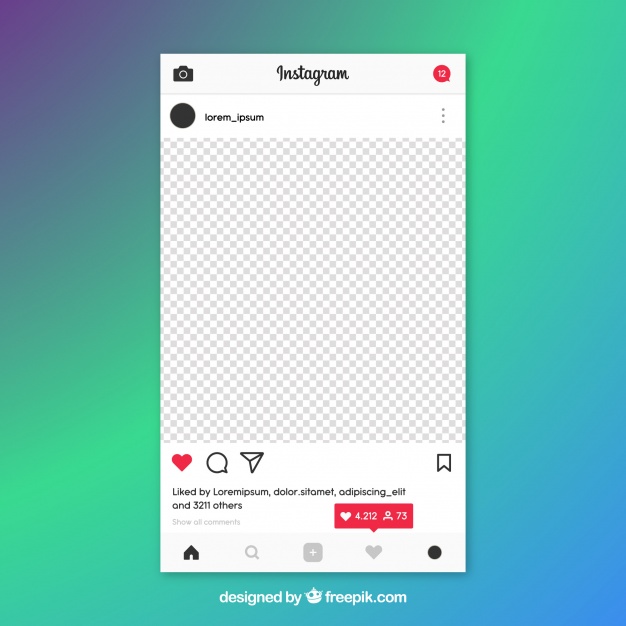 Instagram
12
lorem_ipsum
Liked by Loremipsum, dolor.sitamet, adipiscing_elit
and 3211 others
4.212 73
Show all comments
designed by freepik.com